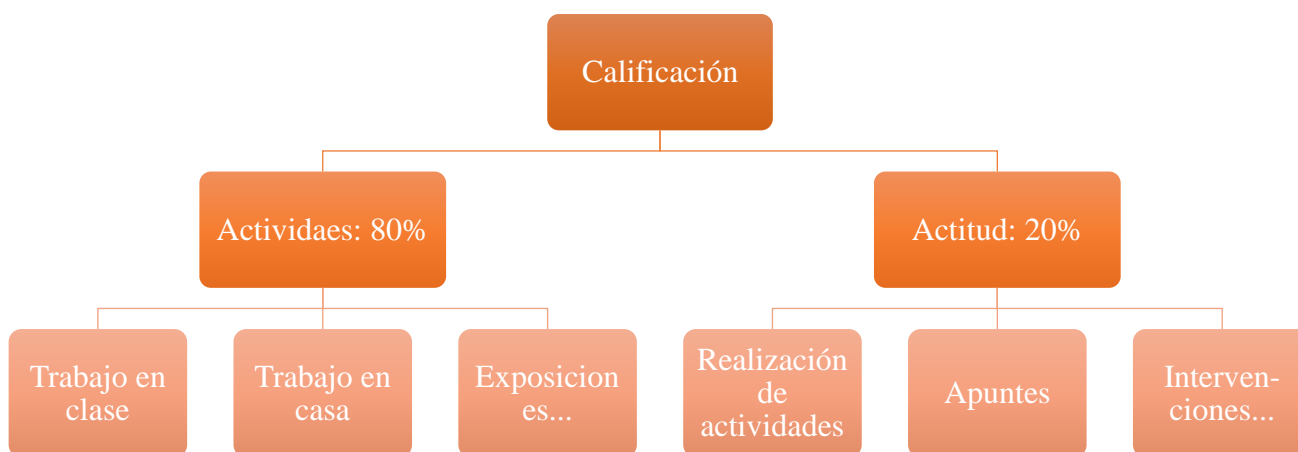 Calificación
Actividaes: 80%
Actitud: 20%
Trabajo en
clase
Trabajo en
casa
Exposicion
es...
Realización
de
actividades
Apuntes
Interven-
ciones...